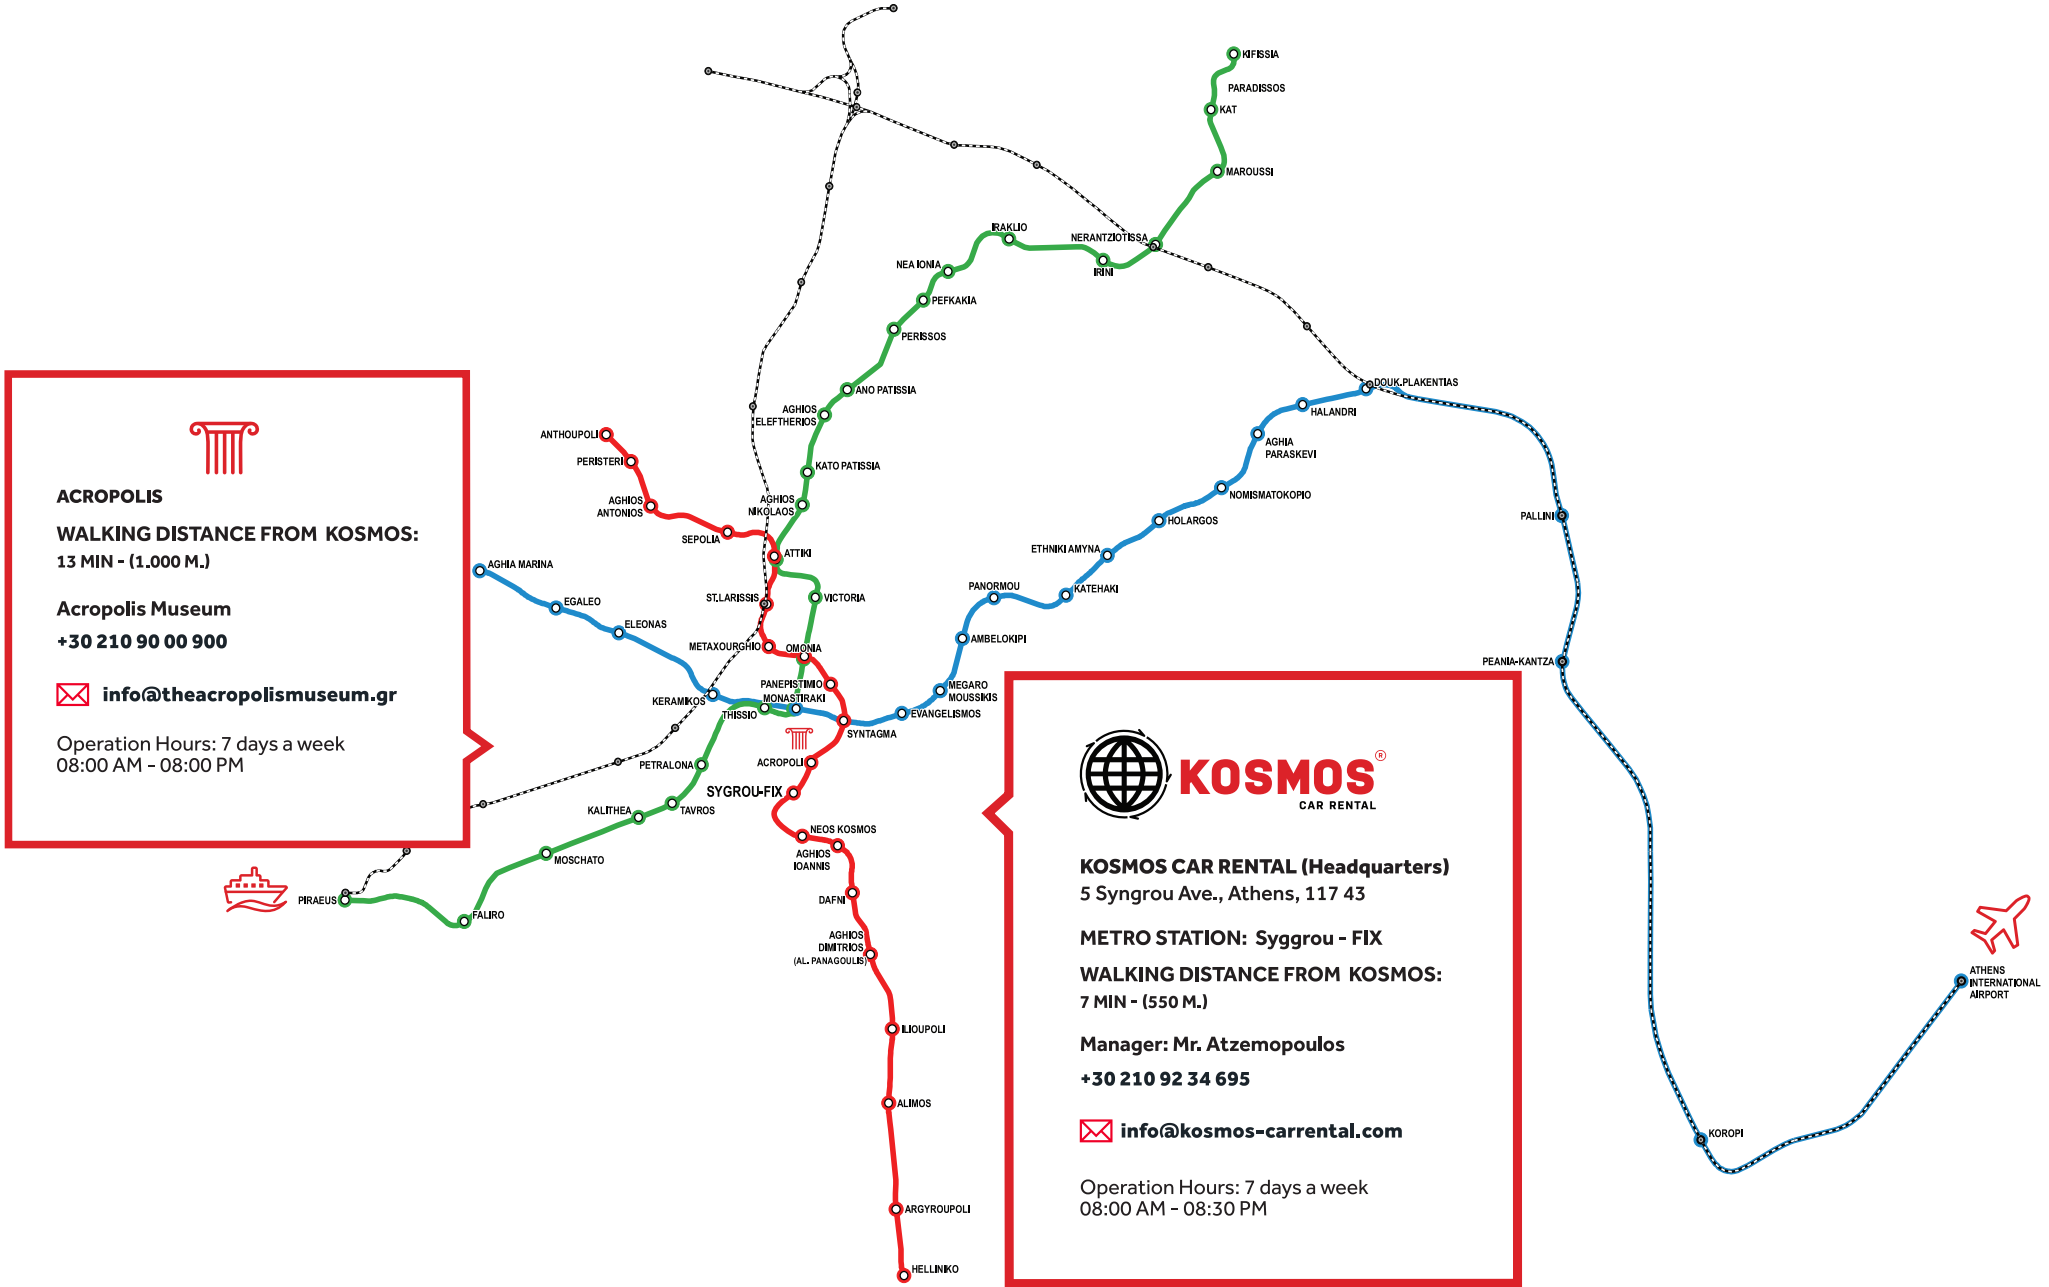 KIFISSIA
PARADISSOS
KAT
MAROUSSI
NERANTZIOTISSA
IRINI
IRAKLIO
NEA IONIA
PEFKAKIA
PERISSOS
ANO PATISSIA
AGHIOS
ELEFTHERIOS
KATO PATISSIA
AGHIOS
NIKOLAOS
ATTIKI
VICTORIA
OMONIA
MONASTIRAKI
THISSIO
PETRALONA
TAVROS
KALITHEA
MOSCHATO
FALIRO
PIRAEUS
ANTHOUPOLI
PERISTERI
AGHIOS
ANTONIOS
SEPOLIA
ST.LARISSIS
METAXOURGHIO
PANEPISTIMIO
SYNTAGMA
ACROPOLI
SYGROU-FIX
NEOS KOSMOS
AGHIOS
IOANNIS
DAFNI
AGHIOS
DIMITRIOS
(AL. PANAGOULIS)
ILIOUPOLI
ALIMOS
ARGYROUPOLI
HELLINIKO
AGHIA MARINA
EGALEO
ELEONAS
KERAMIKOS
EVANGELISMOS
MEGARO
MOUSSIKIS
AMBELOKIPI
PANORMOU
KATEHAKI
ETHNIKI AMYNA
HOLARGOS
NOMISMATOKOPIO
AGHIA
PARASKEVI
HALANDRI
DOUK.PLAKENTIAS
PALLINI
PEANIA-KANTZA
KOROPI
ATHENS
INTERNATIONAL
AIRPORT
ACROPOLIS
WALKING DISTANCE FROM KOSMOS:
13 MIN - (1.000 M.)
Acropolis Museum
+30 210 90 00 900
info@theacropolismuseum.gr
Operation Hours: 7 days a week
08:00 AM - 08:00 PM
KOSMOS®
CAR RENTAL
KOSMOS CAR RENTAL (Headquarters)
5 Syngrou Ave., Athens, 117 43
METRO STATION: Syggrou - FIX
WALKING DISTANCE FROM KOSMOS:
7 MIN - (550 M.)
Manager: Mr. Atzemopoulos
+30 210 92 34 695
info@kosmos-carrental.com
Operation Hours: 7 days a week
08:00 AM - 08:30 PM